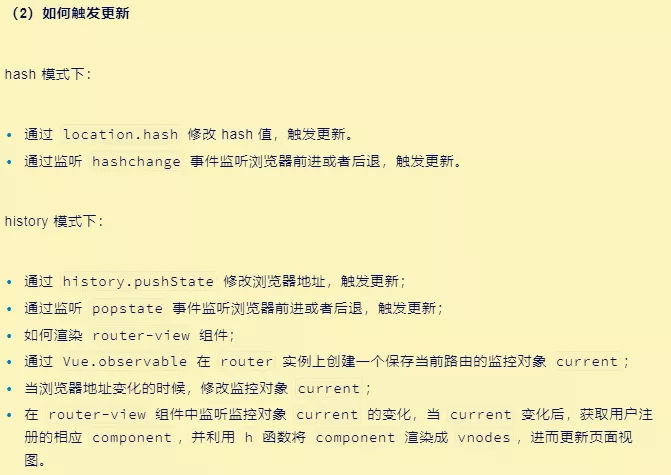 （2）如何触发更新
hash 模式下：
• 通过 location.hash 修改 hash 值，触发更新。
• 通过监听 hashchange 事件监听浏览器前进或者后退，触发更新。
history 模式下：
• 通过 history.pushState 修改浏览器地址，触发更新；
• 通过监听 popstate 事件监听浏览器前进或者后退，触发更新；
• 如何渲染 router-view 组件；
• 通过 Vue.observable 在 router 实例上创建一个保存当前路由的监控对象 current；
• 当浏览器地址变化的时候，修改监控对象 current；
• 在 router-view 组件中监听监控对象 current 的变化，当 current 变化后，获取用户注
册的相应 component，并利用 h 函数将 component 渲染成 vnodes，进而更新页面视
图。